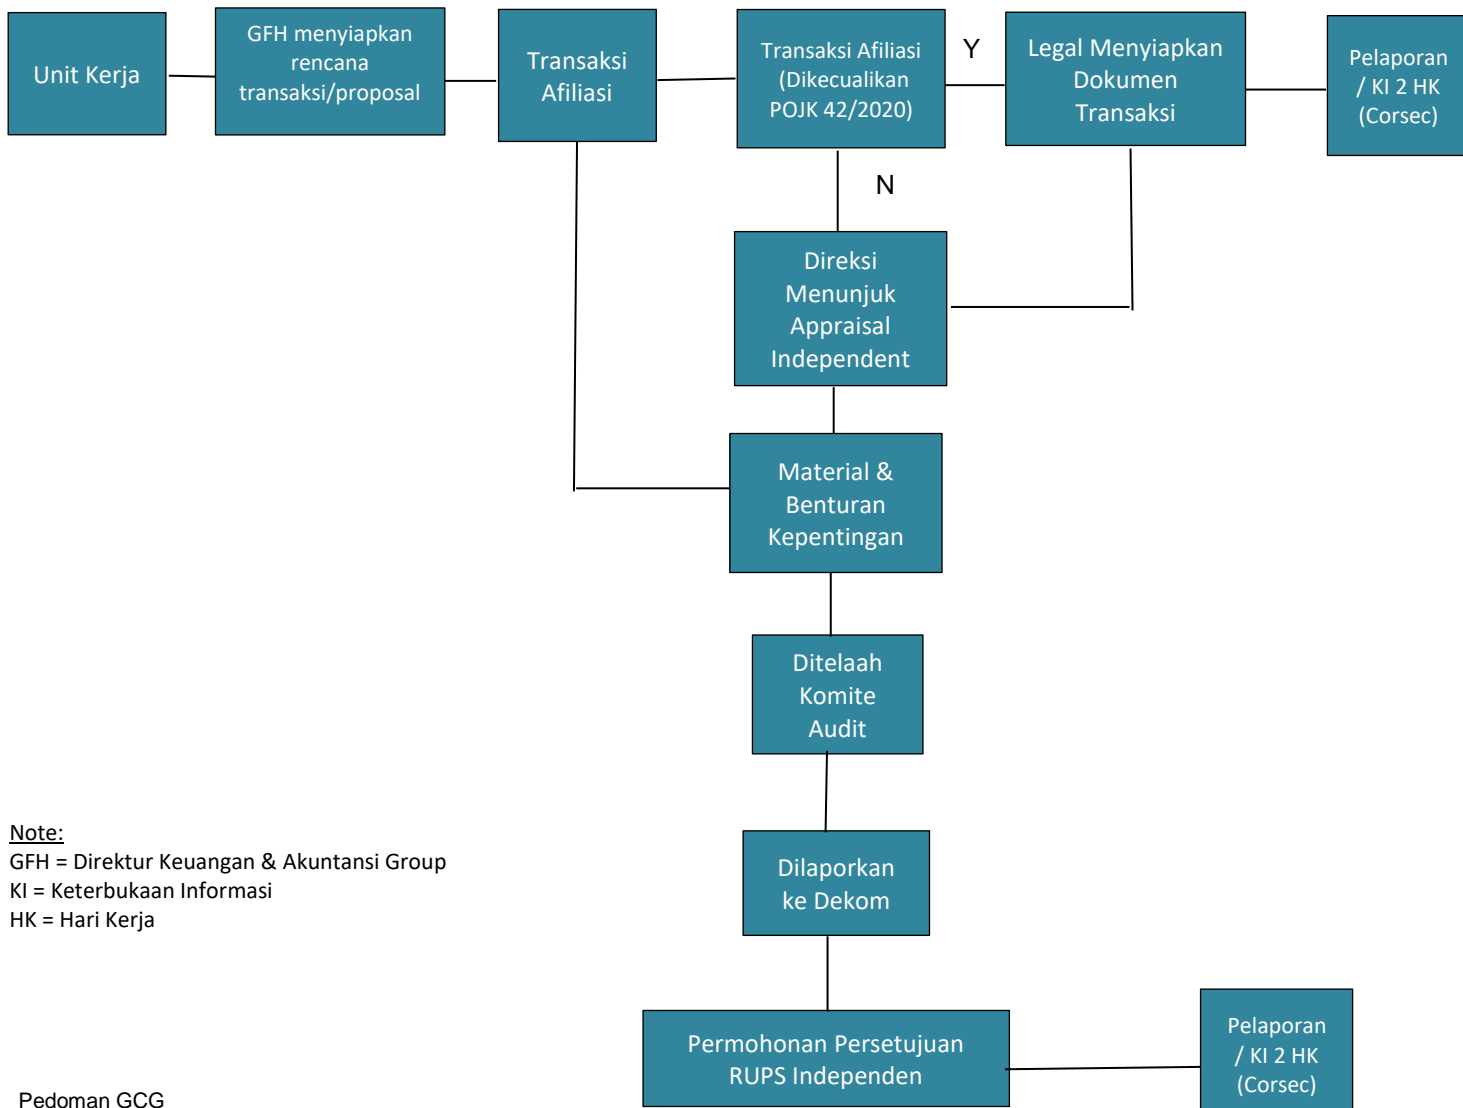 Unit Kerja
GFH menyiapkan
rencana
transaksi/proposal
Transaksi
Afiliasi
Transaksi Afiliasi
(Dikecualikan
POJK 42/2020)
Y
Legal Menyiapkan
Dokumen
Transaksi
Pelaporan
/ KI 2 HK
(Corsec)
N
Direksi
Menunjuk
Appraisal
Independent
Material &
Benturan
Kepentingan
Ditelaah
Komite
Audit
Note:
GFH = Direktur Keuangan & Akuntansi Group
KI = Keterbukaan Informasi
HK = Hari Kerja
Dilaporkan
ke Dekom
Permohonan Persetujuan
RUPS Independen
Pelaporan
/ KI 2 HK
(Corsec)
Pedoman GCG